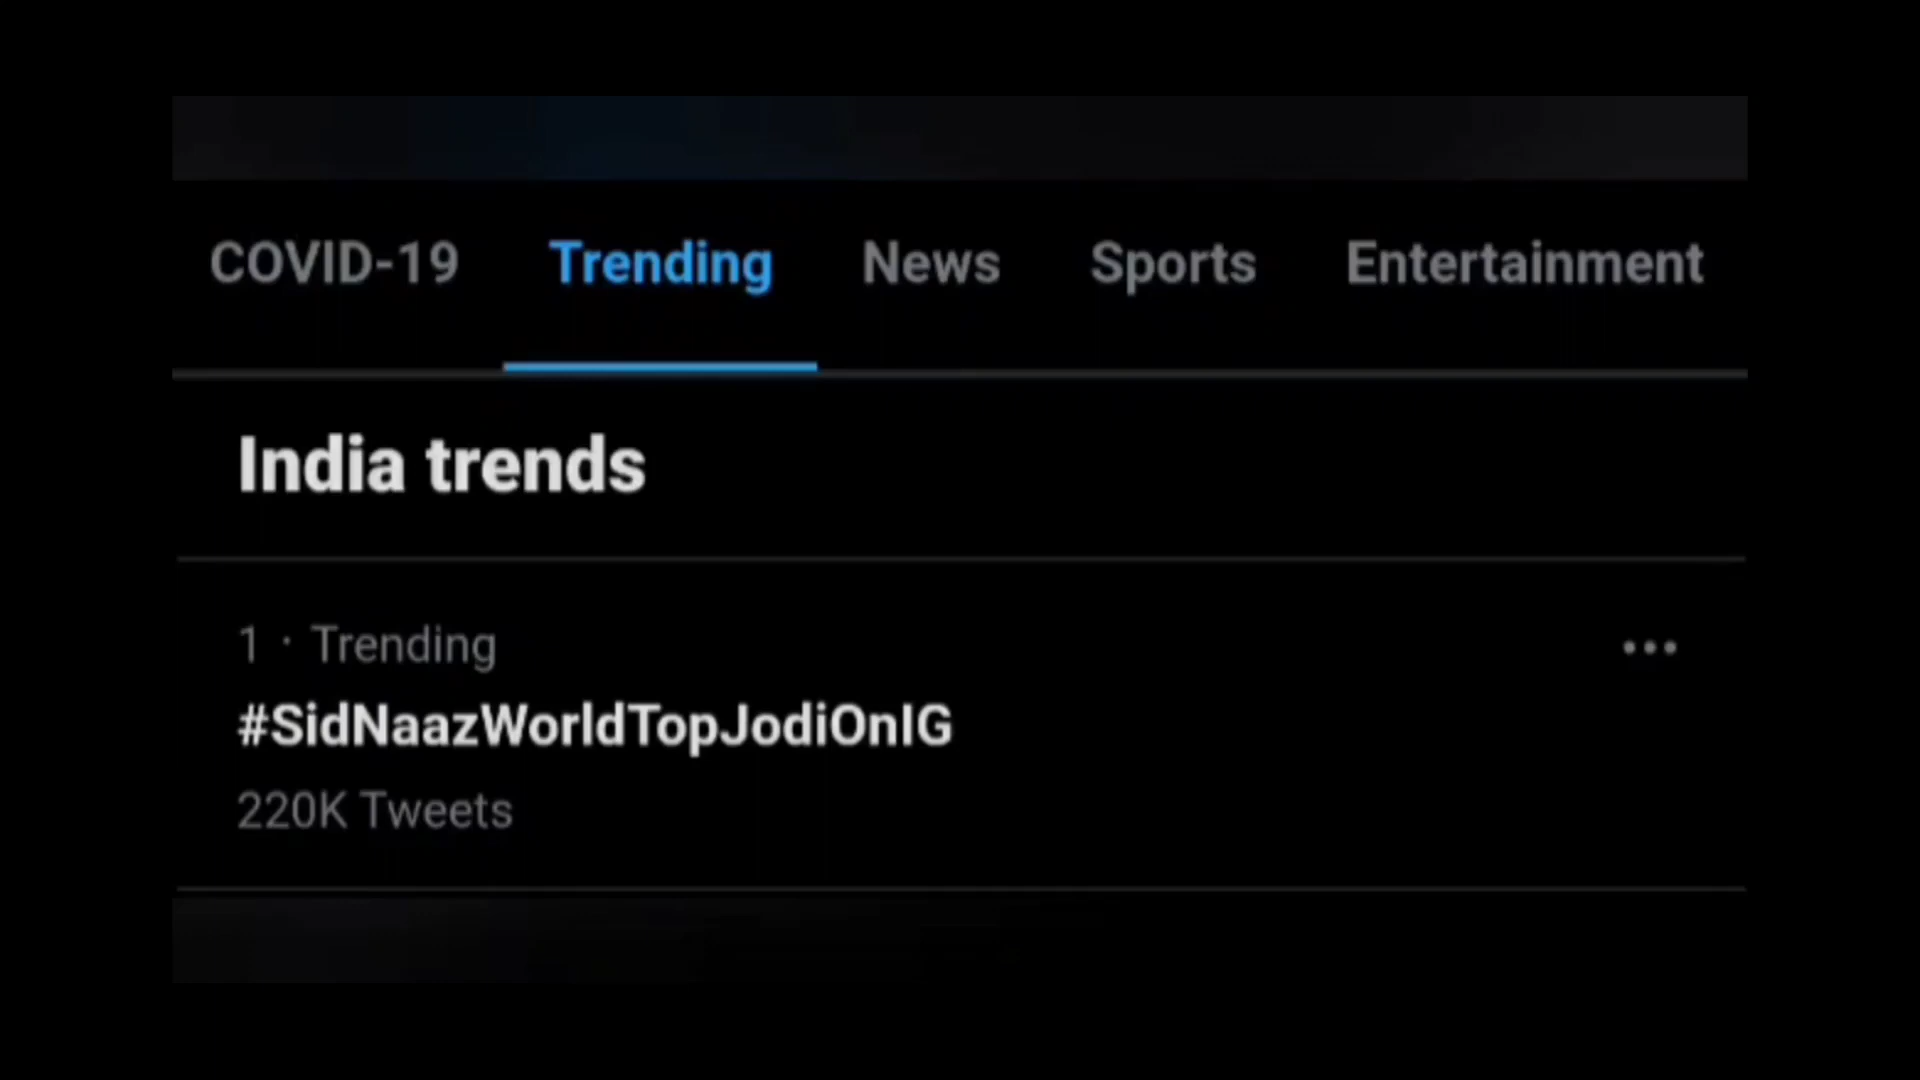 COVID-19 Trending News Sports Entertainment
India trends
1 · Trending
#SidNaazWorldTopJodiOnIG
220K Tweets